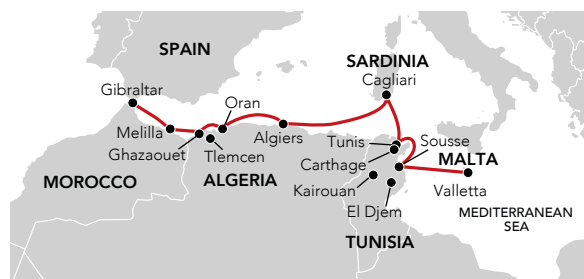 SPAIN
SARDINIA
Cagliari
Gibraltar
Oran
Melilla
Algiers
Tunis
Sousse
Ghazaouet
Tlemcen
Carthage
MALTA
MOROCCO
ALGERIA
Kairouan
Valletta
El Djem
MEDITERRANEAN
SEA
TUNISIA